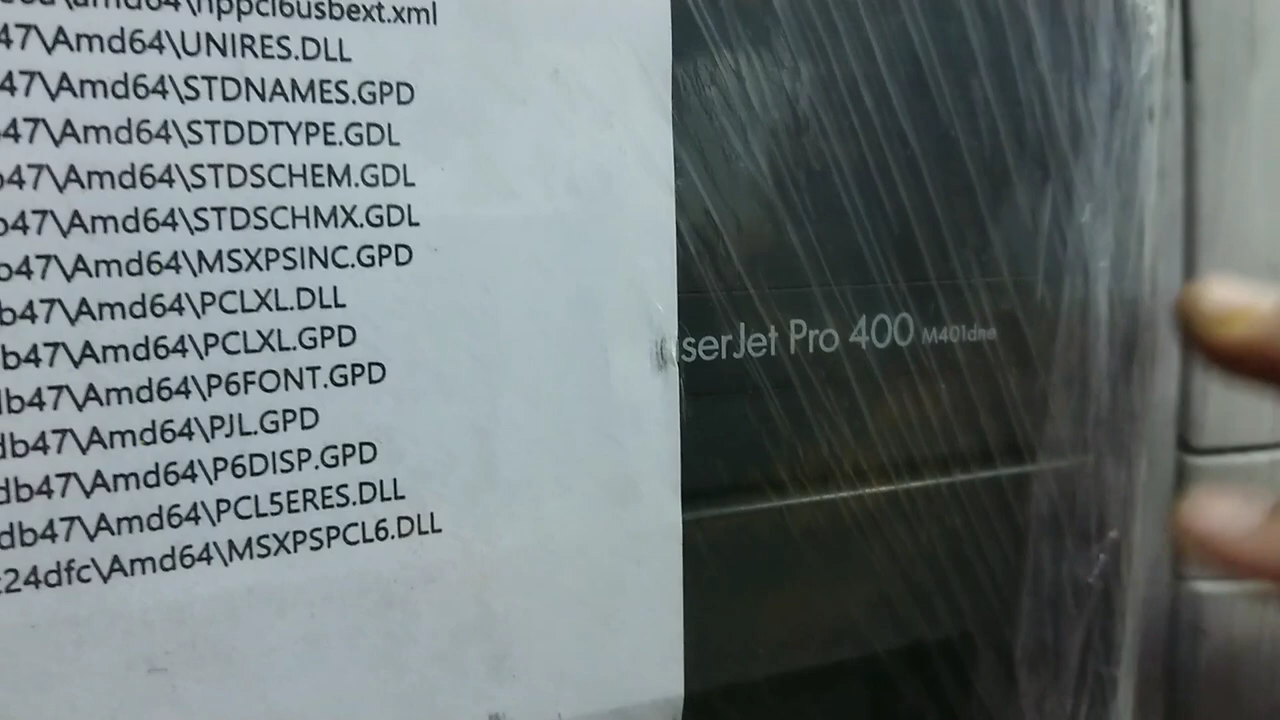 \Amd64\UNIRES.DLL
47\Amd64\STDNAMES.GPD
47\Amd64\STDDTYPE.GDL
b47\Amd64\STDSCHEM.GDL
b47\Amd64\STDSCHMX.GDL
b47\Amd64\MSXPSINC.GPD
b47\Amd64\PCLXL.DLL
b47\Amd64\PCLXL.GPD
lb47\Amd64\P6FONT.GPD
db47\Amd64\PJL.GPD
db47\Amd64\P6DISP.GPD
db47\Amd64\PCL5ERES.DLL
24dfc\Amd64\MSXPSPCL6.DLL
serJet Pro 400 M401dne